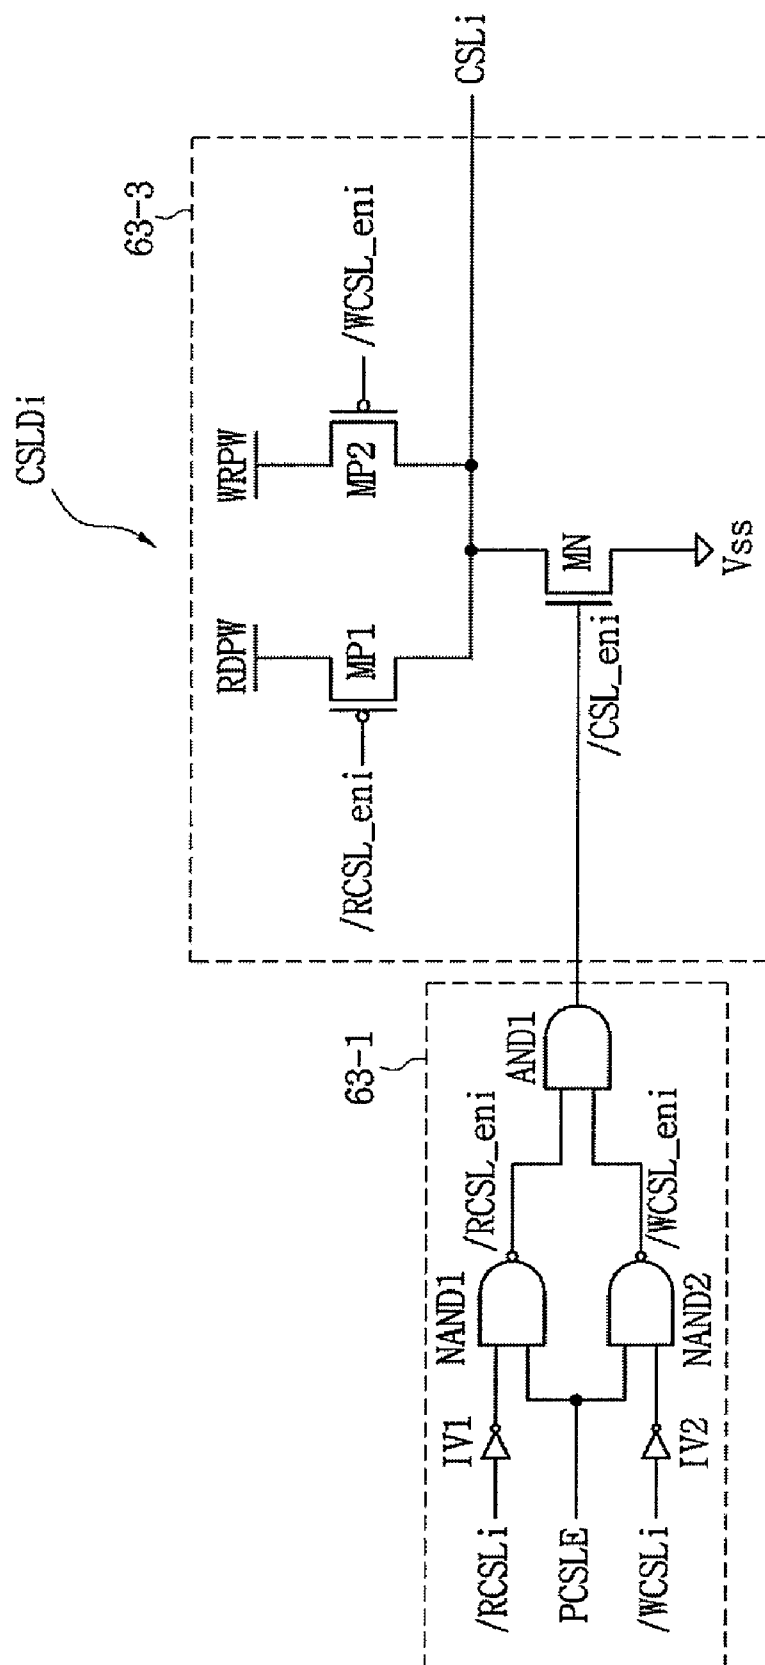 CSLDi
63-3
RDPW
WRPW
/RCSL_eni
MP1
MP2
/WCSL_eni
CSLi
63-1
/RCSLi
IV1
NAND1
/RCSL_eni
AND1
/CSL_eni
MN
Vss
PCSLE
/WCSLi
IV2
NAND2
/WCSL_eni